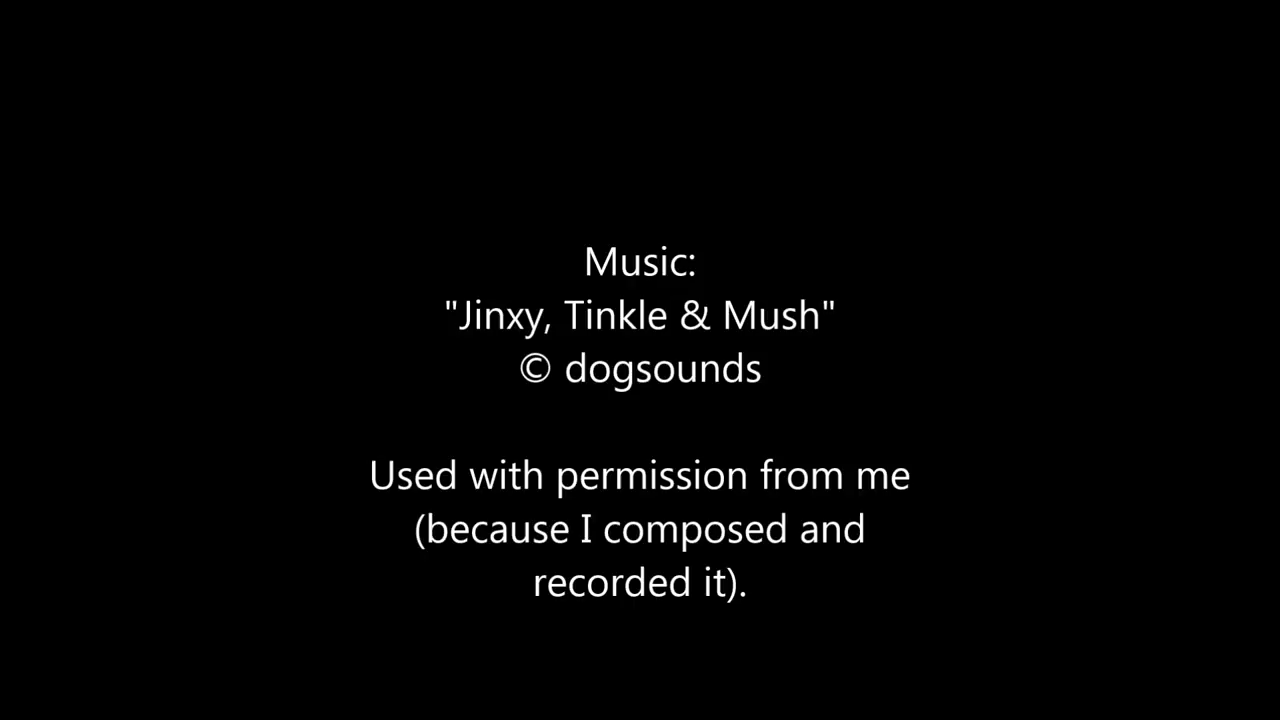 Music:
"Jinxy, Tinkle & Mush"
© dogsounds
Used with permission from me
(because I composed and
recorded it).